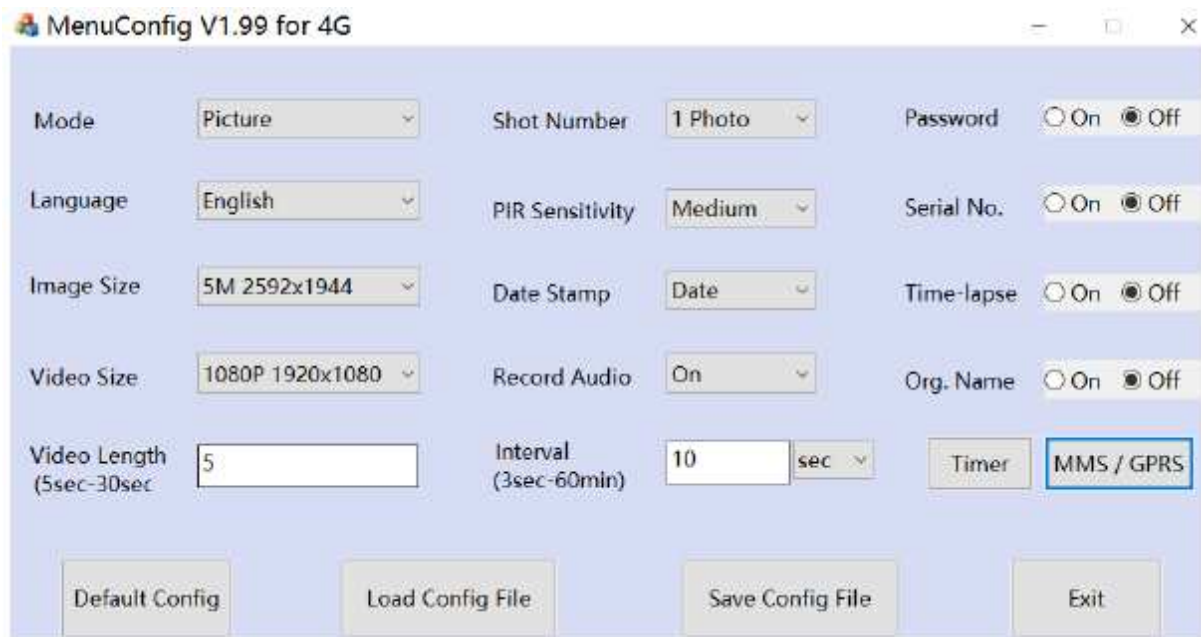 MenuConfig V1.99 for 4G
Mode Picture Shot Number 1 Photo Password On Off
Language English PIR Sensitivity Medium Serial No. On Off
Image Size 5M 2592x1944 Date Stamp Date Time-lapse On Off
Video Size 1080P 1920x1080 Record Audio On Org. Name On Off
Video Length
(5sec-30sec
5
Interval
(3sec-60min)
10 sec Timer MMS / GPRS
Default Config Load Config File Save Config File Exit